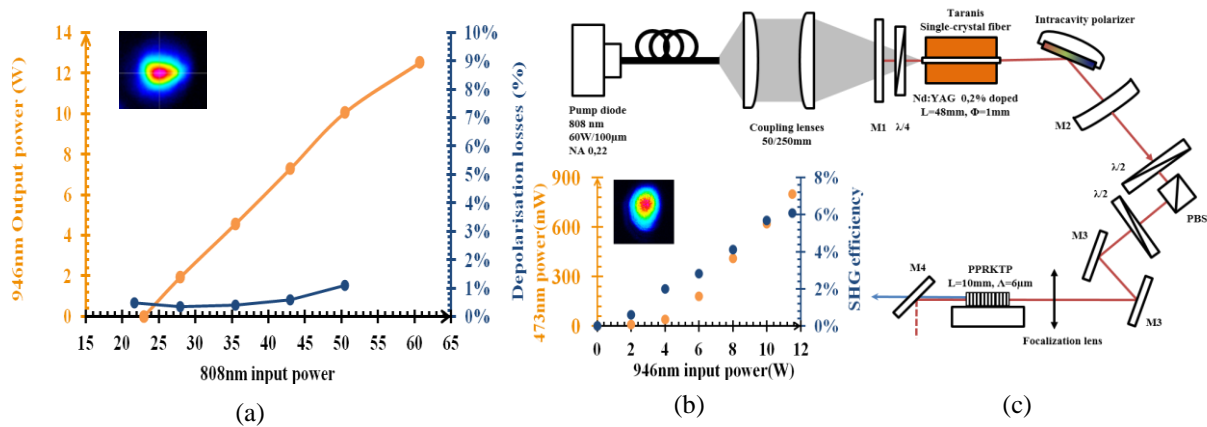 946nm Output power (W)
14
12
10
8
6
4
2
0
10%
9%
8%
7%
6%
5%
4%
3%
2%
1%
0%
Depolarisation losses (%)
15 20 25 30 35 40 45 50 55 60 65
808nm input power
(a)
473nm power(mW)
900
600
300
0
8%
6%
4%
2%
0%
SHG efficiency
0 2 4 6 8 10 12
946nm input power(W)
(b)
Pump diode
808 nm
60W/100µm
NA 0,22
Coupling lenses
50/250mm
M1
λ/4
Taranis
Single-crystal fiber
Nd:YAG 0,2% doped
L=48mm, Φ=1mm
Intracavity polarizer
M2
λ/2
PBS
λ/2
M3
M3
Focalization lens
PPRKTP
L=10mm, Λ=6µm
M4
(c)